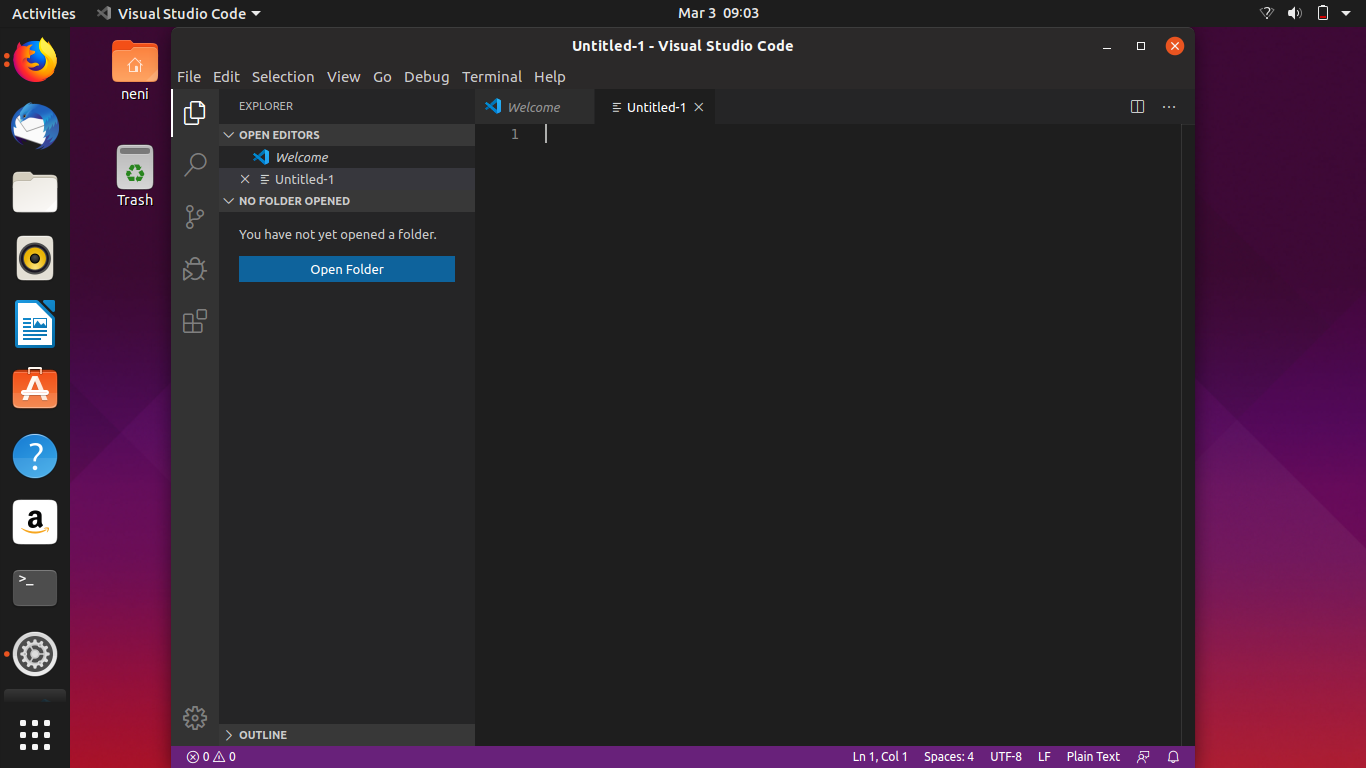 Activities Visual Studio Code Mar 3 09:03
Untitled-1 - Visual Studio Code
File Edit Selection View Go Debug Terminal Help
neni
Trash
EXPLORER
OPEN EDITORS
Welcome
Untitled-1
NO FOLDER OPENED
You have not yet opened a folder.
Open Folder
OUTLINE
Welcome Untitled-1
1
a
>_
0 0 Ln 1, Col 1 Spaces: 4 UTF-8 LF Plain Text